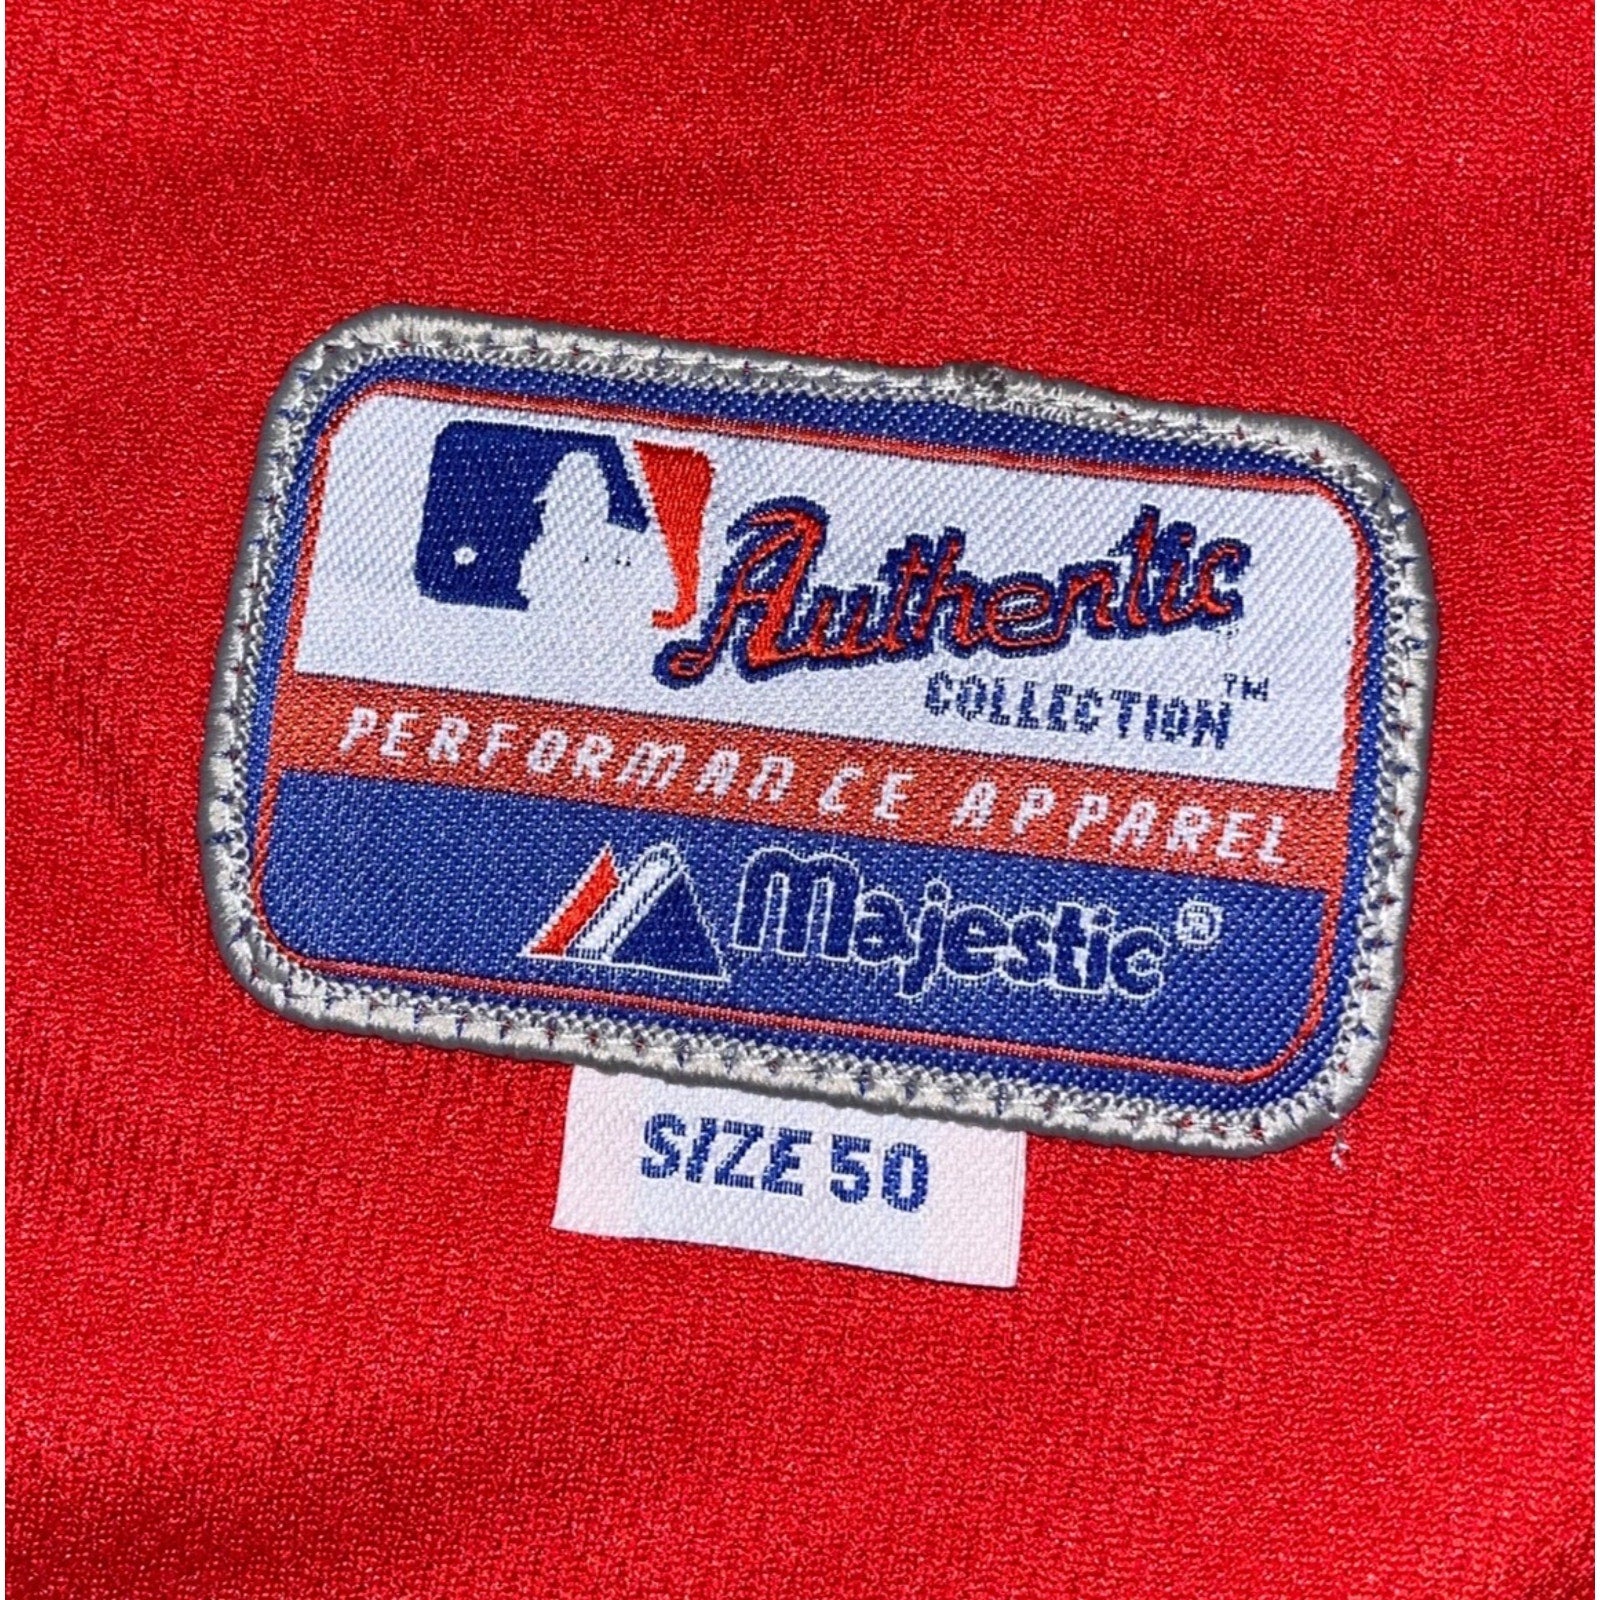 Authentic
COLLECTION™
PERFORMANCE APPAREL
Majestic®
SIZE 50